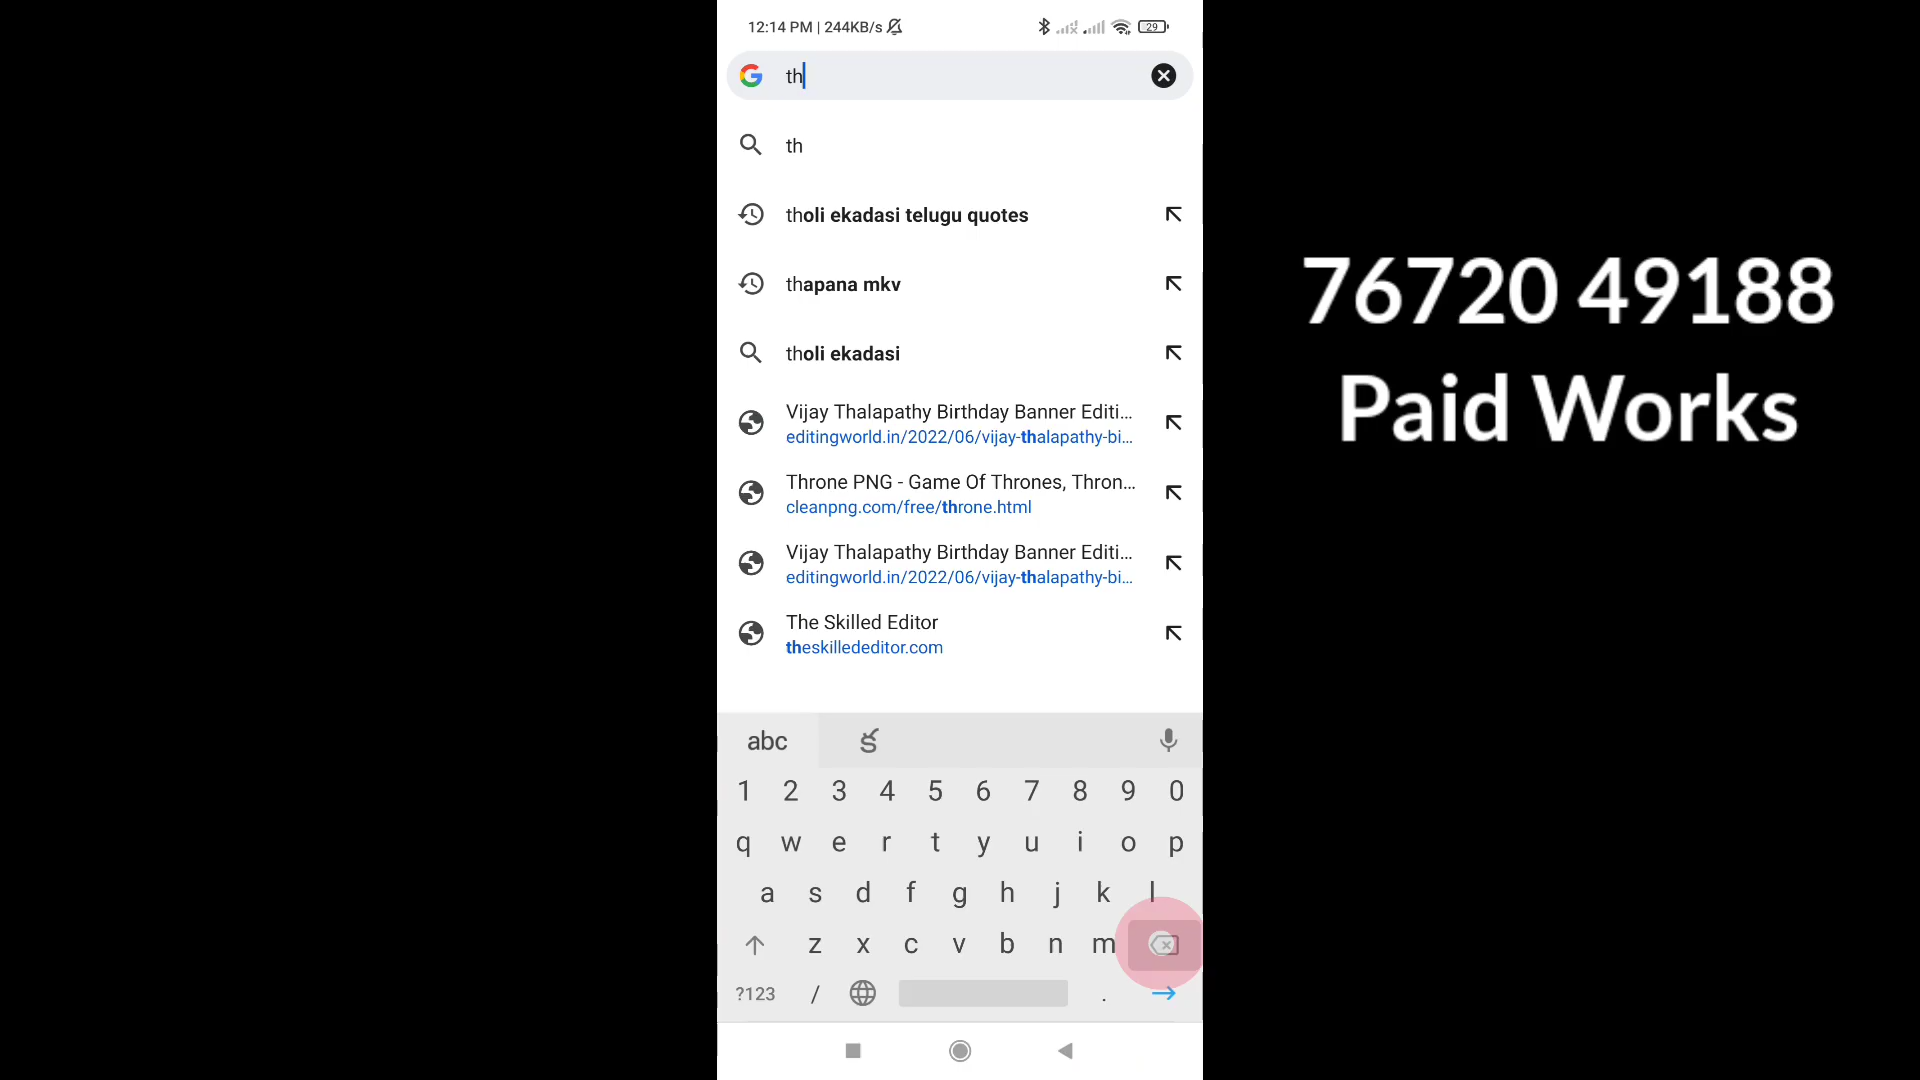 12:14 PM | 244KB/s
29
th
th
tholi ekadasi telugu quotes
thapana mkv
tholi ekadasi
Vijay Thalapathy Birthday Banner Editi...
editingworld.in/2022/06/vijay-thalapathy-bi...
Throne PNG - Game Of Thrones, Thron...
cleanpng.com/free/throne.html
Vijay Thalapathy Birthday Banner Editi...
editingworld.in/2022/06/vijay-thalapathy-bi...
The Skilled Editor
theskillededitor.com
abc
1 2 3 4 5 6 7 8 9 0
q w e r t y u i o p
a s d f g h j k l
z x c v b n m
?123 / .
76720 49188
Paid Works